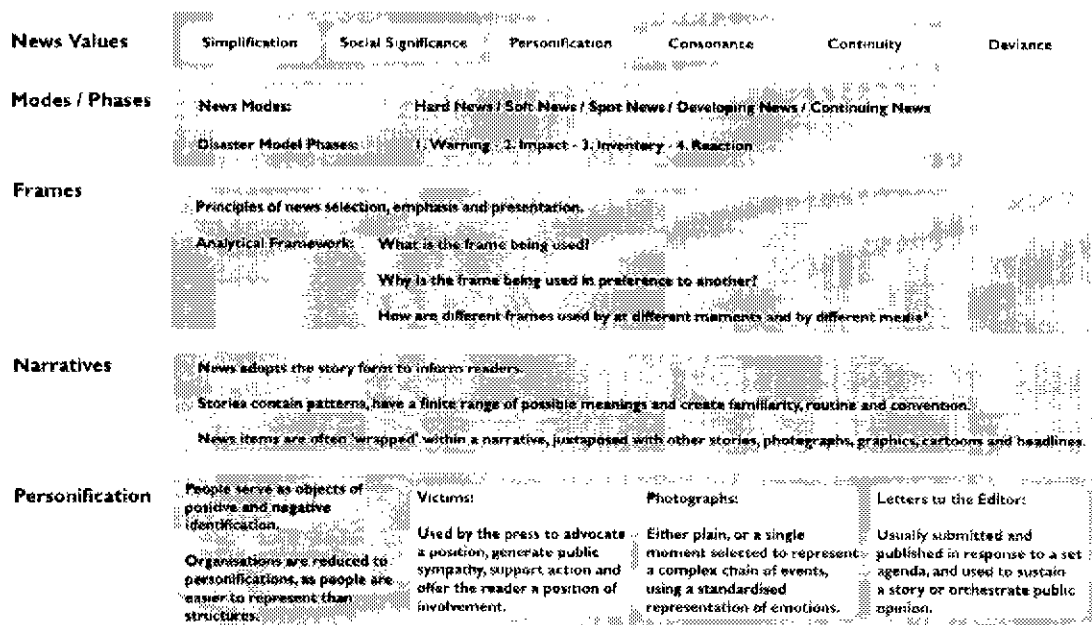 News Values Simplification Social Significance Personification Consonance Continuity Deviance
Modes / Phases News Modes: Hard News / Soft News / Spot News / Developing News / Continuing News
Disaster Model Phases: 1. Warning - 2. Impact - 3. Inventory - 4. Reaction
Frames
Principles of news selection, emphasis and presentation.
Analytical Framework: What is the frame being used?
Why is the frame being used in preference to another?
How are different frames used by at different moments and by different media?
Narratives
News adopts the story form to inform readers.
Stories contain patterns, have a finite range of possible meanings and create familiarity, routine and convention.
News items are often 'wrapped' within a narrative, juxtaposed with other stories, photographs, graphics, cartoons and headlines.
Personification
People serve as objects of
positive and negative
identification.
Organisations are reduced to
personifications, as people are
easier to represent than
structures.
Victims:
Used by the press to advocate
a position, generate public
sympathy, support action and
offer the reader a position of
involvement.
Photographs:
Either plain, or a single
moment selected to represent
a complex chain of events,
using a standardised
representation of emotions.
Letters to the Editor:
Usually submitted and
published in response to a set
agenda, and used to sustain
a story or orchestrate public
opinion.